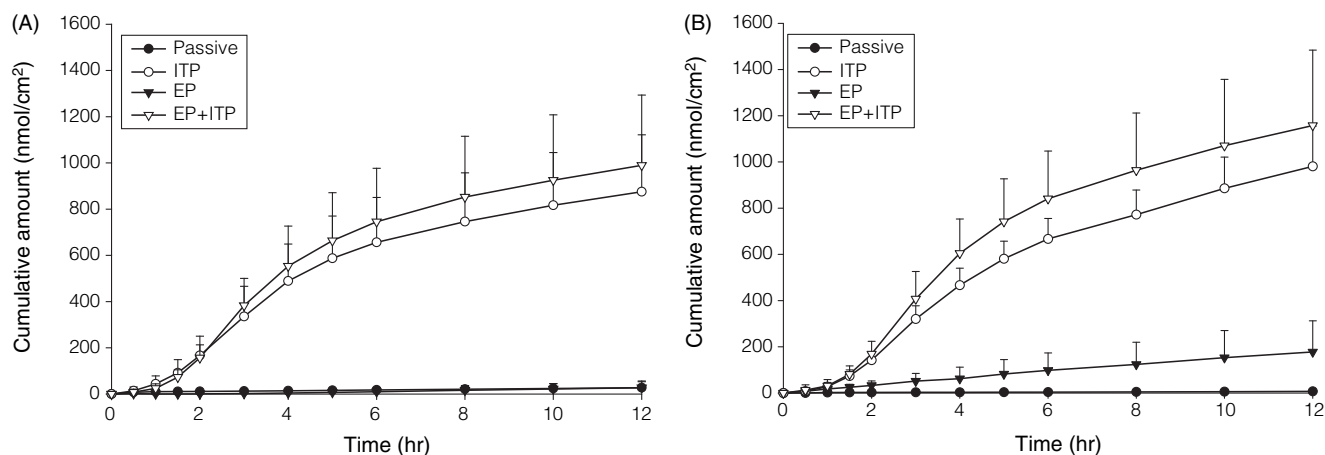 (A)
1600
1400
1200
1000
800
600
400
200
0
Cumulative amount (nmol/cm²)
Passive
ITP
EP
EP+ITP
0 2 4 6 8 10 12
Time (hr)
(B)
1600
1400
1200
1000
800
600
400
200
0
Cumulative amount (nmol/cm²)
Passive
ITP
EP
EP+ITP
0 2 4 6 8 10 12
Time (hr)